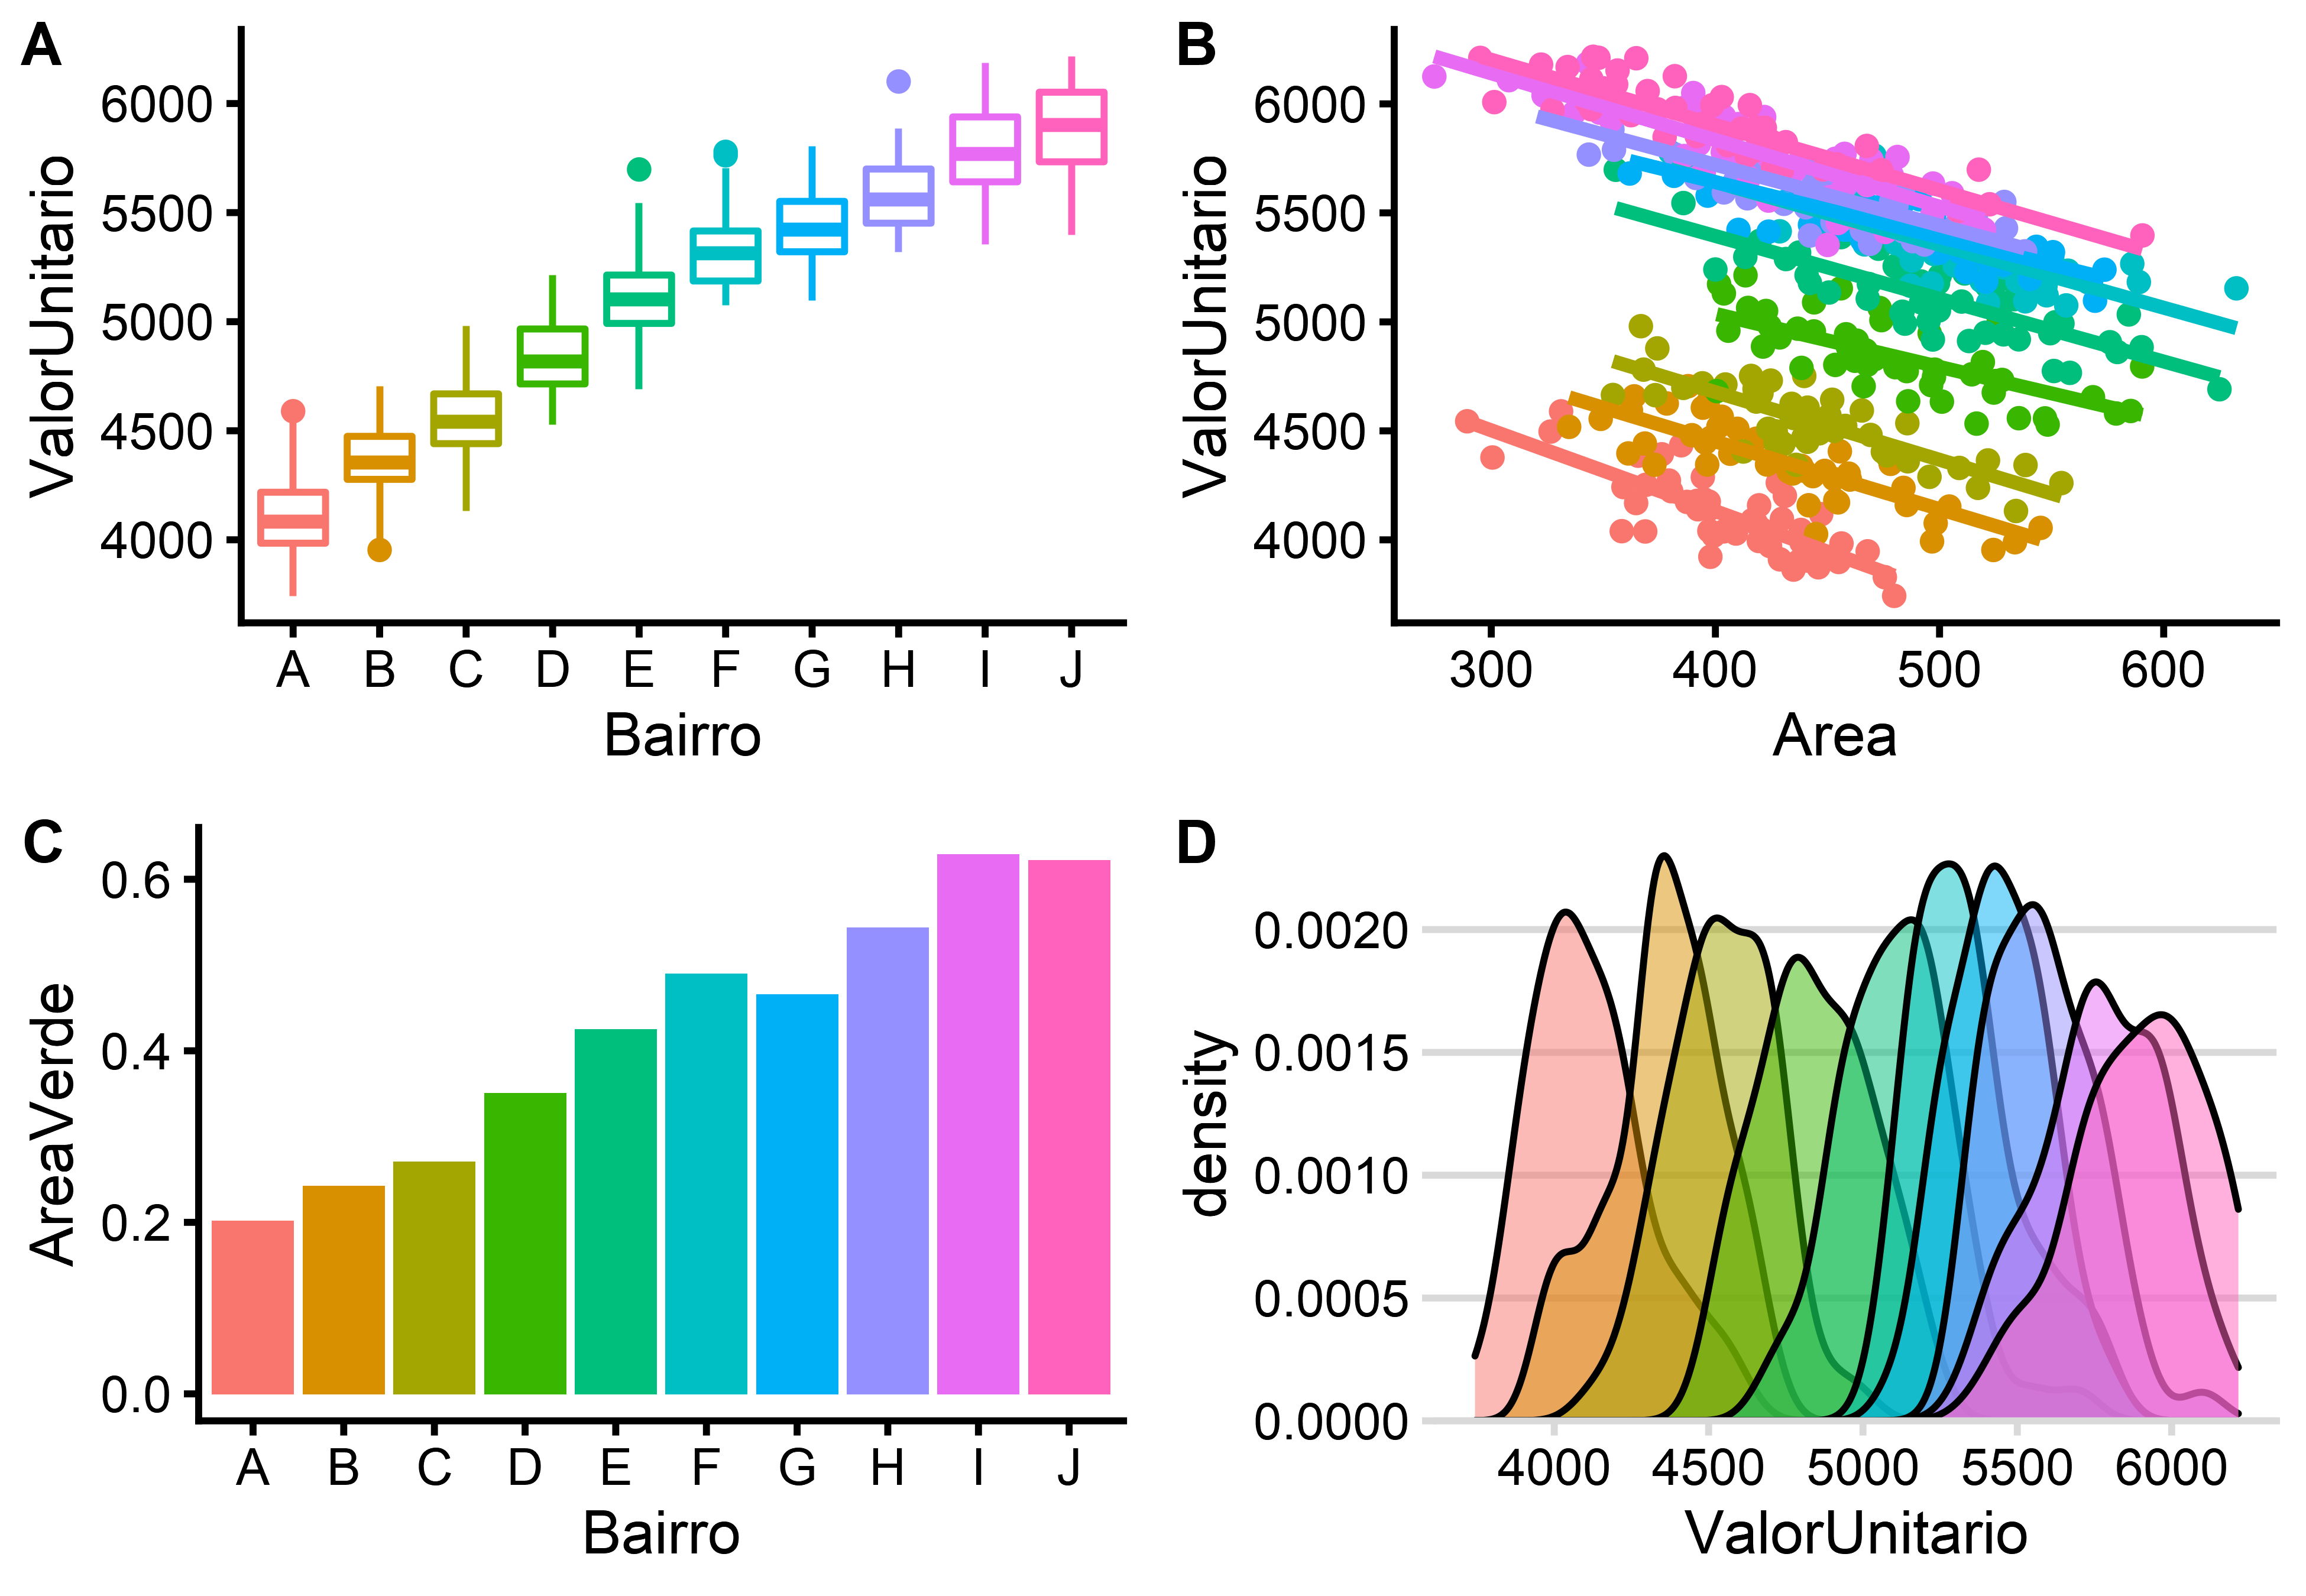 A
ValorUnitario
6000
5500
5000
4500
4000
A B C D E F G H I J
Bairro
B
ValorUnitario
6000
5500
5000
4500
4000
300 400 500 600
Area
C
AreaVerde
0.6
0.4
0.2
0.0
A B C D E F G H I J
Bairro
D
density
0.0020
0.0015
0.0010
0.0005
0.0000
4000 4500 5000 5500 6000
ValorUnitario